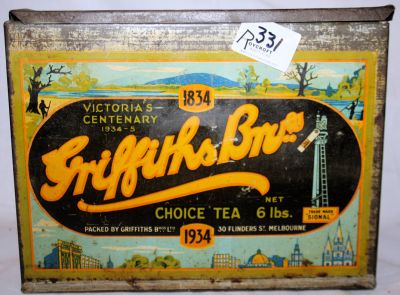 331
ROYCROFT
1834
VICTORIA'S
CENTENARY
1934-5
Griffiths Bros
CHOICE TEA NET 6 lbs.
TRADE MARK
SIGNAL
PACKED BY GRIFFITHS BROS LTD 30 FLINDERS ST. MELBOURNE
1934